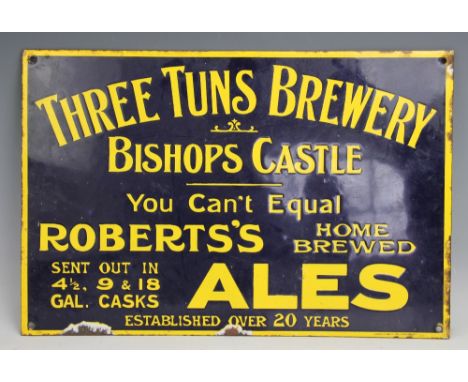 THREE TUNS BREWERY
BISHOPS CASTLE
You Can't Equal
ROBERTS'S HOME BREWED
SENT OUT IN
4½, 9 & 18
GAL. CASKS
ALES
ESTABLISHED OVER 20 YEARS